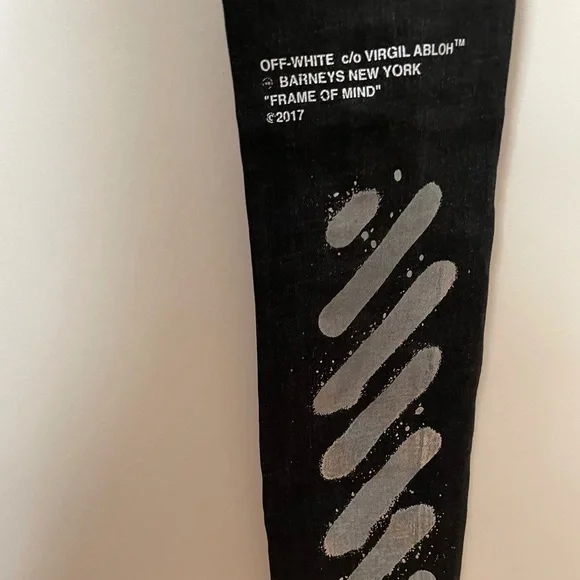 OFF-WHITE c/o VIRGIL ABLOH™
@ BARNEYS NEW YORK
"FRAME OF MIND"
©2017